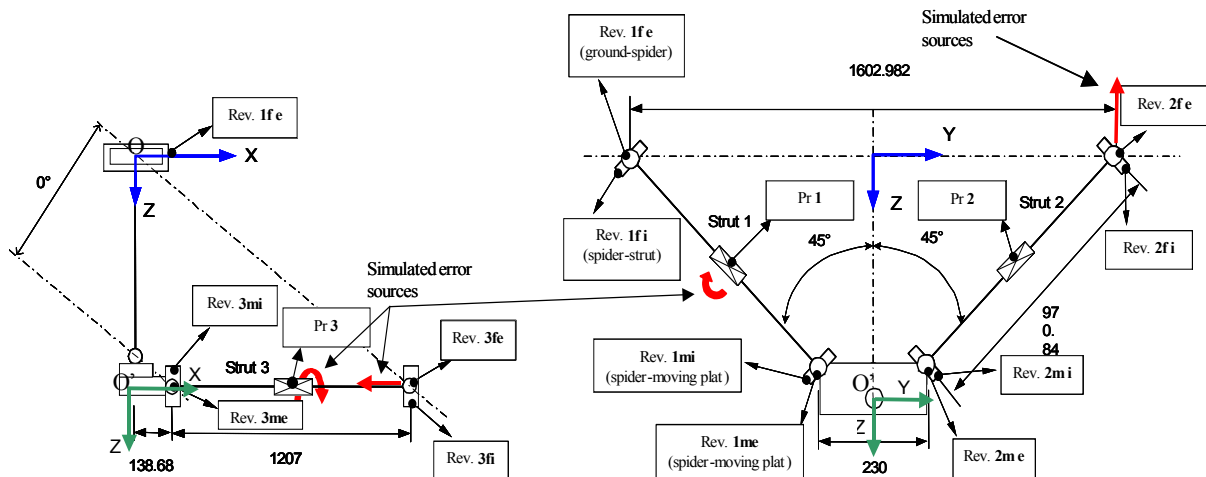 Rev. 1f e
O
X
Z
0°
Simulated error
sources
Rev. 3mi
Pr 3
Rev. 3fe
Strut 3
O'
X
Z
Rev. 3me
Rev. 3fi
138.68
1207
Simulated error
sources
Rev. 1f e
(ground-spider)
1602.982
Rev. 2f e
Y
Z
Pr 1
Pr 2
Strut 1
Strut 2
45°
45°
Rev. 1f i
(spider-strut)
Rev. 2f i
97
0.
84
Rev. 1mi
(spider-moving plat)
O'
Y
Z
Rev. 2m i
Rev. 1me
(spider-moving plat)
230
Rev. 2m e